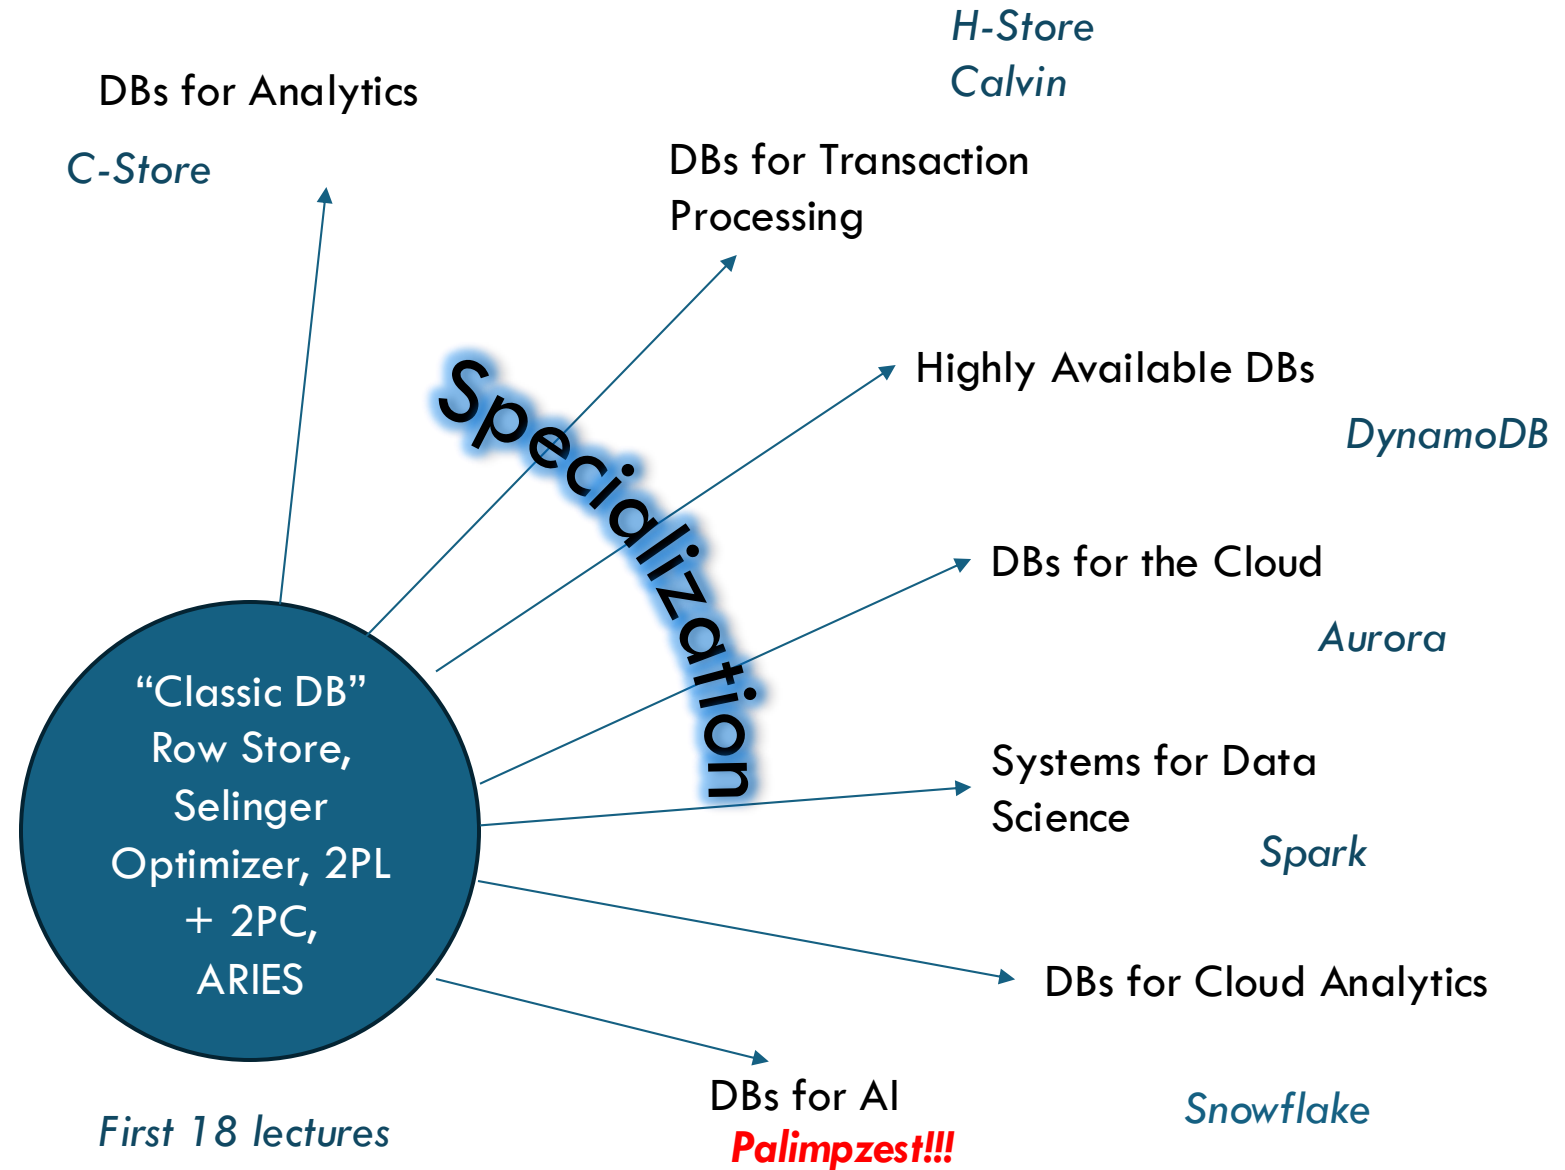 H-Store
Calvin
DBs for Analytics
C-Store
DBs for Transaction
Processing
Highly Available DBs
DynamoDB
Specialization
DBs for the Cloud
Aurora
“Classic DB”
Row Store,
Selinger
Optimizer, 2PL
+ 2PC,
ARIES
Systems for Data
Science
Spark
DBs for Cloud Analytics
DBs for AI
Palimpzest!!!
Snowflake
First 18 lectures